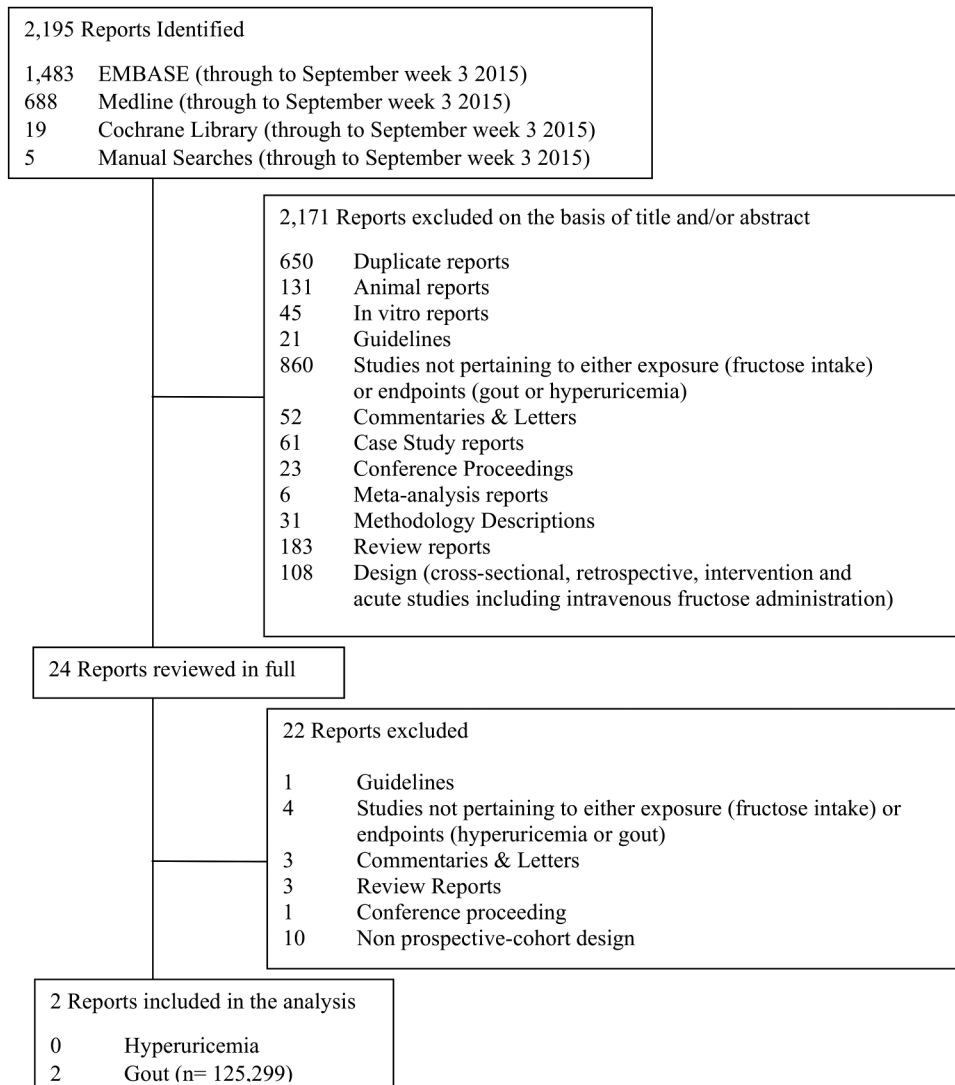 2,195 Reports Identified
1,483 EMBASE (through to September week 3 2015)
688 Medline (through to September week 3 2015)
19 Cochrane Library (through to September week 3 2015)
5 Manual Searches (through to September week 3 2015)
2,171 Reports excluded on the basis of title and/or abstract
650 Duplicate reports
131 Animal reports
45 In vitro reports
21 Guidelines
860 Studies not pertaining to either exposure (fructose intake)
or endpoints (gout or hyperuricemia)
52 Commentaries & Letters
61 Case Study reports
23 Conference Proceedings
6 Meta-analysis reports
31 Methodology Descriptions
183 Review reports
108 Design (cross-sectional, retrospective, intervention and
acute studies including intravenous fructose administration)
24 Reports reviewed in full
22 Reports excluded
1 Guidelines
4 Studies not pertaining to either exposure (fructose intake) or
endpoints (hyperuricemia or gout)
3 Commentaries & Letters
3 Review Reports
1 Conference proceeding
10 Non prospective-cohort design
2 Reports included in the analysis
0 Hyperuricemia
2 Gout (n= 125,299)